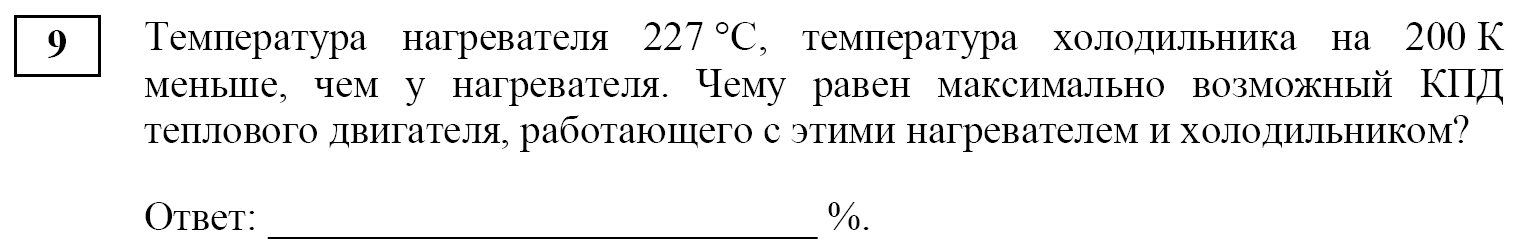 9 Температура нагревателя 227 °С, температура холодильника на 200 К
меньше, чем у нагревателя. Чему равен максимально возможный КПД
теплового двигателя, работающего с этими нагревателем и холодильником?
Ответ: ___________________________ %.